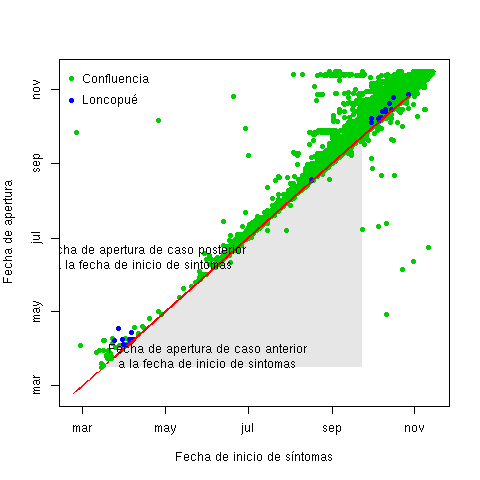 Confluencia
Loncopué
cha de apertura de caso posterior
la fecha de inicio de sintomas
Fecha de apertura de caso anterior
a la fecha de inicio de sintomas
Fecha de apertura
mar
may
jul
sep
nov
mar
may
jul
sep
nov
Fecha de inicio de síntomas